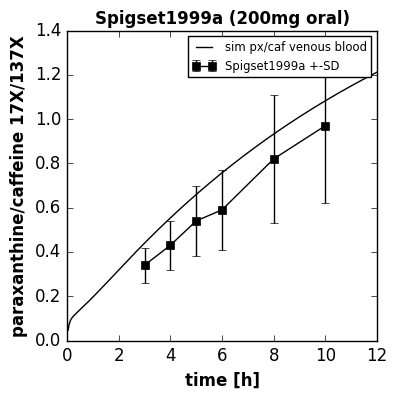 Spigset1999a (200mg oral)
sim px/caf venous blood
Spigset1999a +-SD
paraxanthine/caffeine 17X/137X
1.4
1.2
1.0
0.8
0.6
0.4
0.2
0.0
0 2 4 6 8 10 12
time [h]